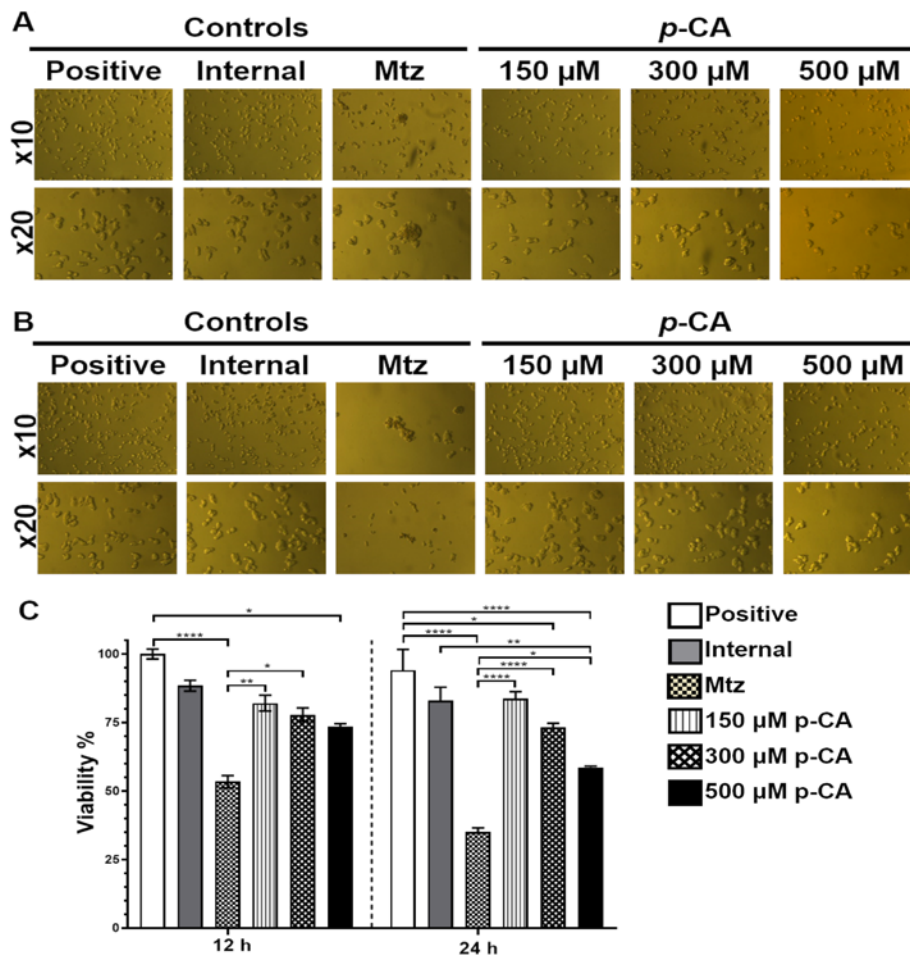 A
Controls
p-CA
Positive Internal Mtz 150 µM 300 µM 500 µM
x10
x20
B
Controls
p-CA
Positive Internal Mtz 150 µM 300 µM 500 µM
x10
x20
C
*
****
*
**
****
*
****
**
*
****
****
Viability %
100
75
50
25
0
12 h
24 h
Positive
Internal
Mtz
150 µM p-CA
300 µM p-CA
500 µM p-CA